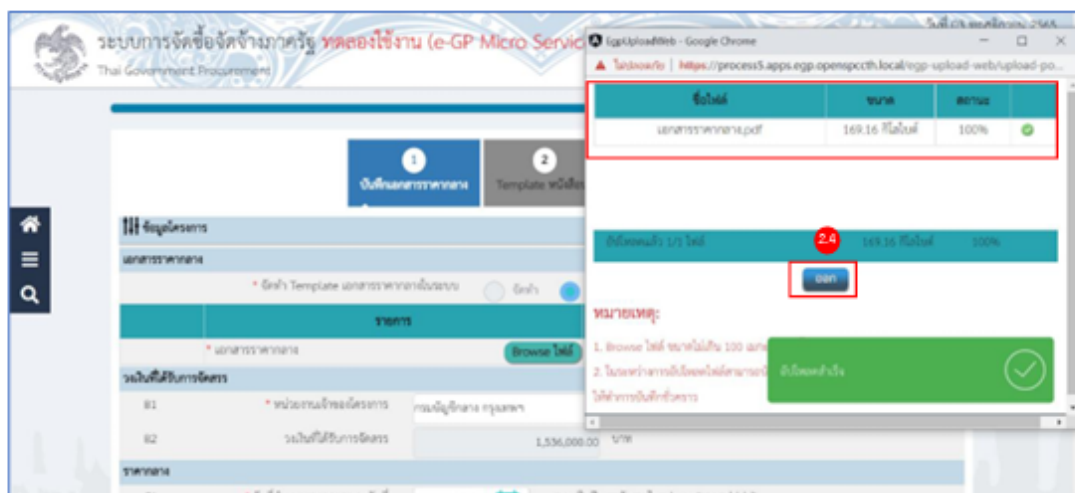 วันที่ 03 พฤศจิกายน 2565
ระบบการจัดซื้อจัดจ้างภาครัฐ ทดลองใช้งาน (e-GP Micro Servic
Thai Government Procurement
EgpUploadWeb - Google Chrome
ไม่ปลอดภัย | https://process5.apps.egp.openspccth.local/egp-upload-web/upload-po...
ชื่อไฟล์ ขนาด สถานะ
เอกสารราคากลาง.pdf 169.16 กิโลไบต์ 100%
อัปโหลดแล้ว 1/1 ไฟล์ 169.16 กิโลไบต์ 100%
2.4
ออก
หมายเหตุ:
1. Browse ไฟล์ ขนาดไม่เกิน 100
2. ในระหว่างการอัปโหลดไฟล์สามารถ
ให้ทำการบันทึกชั่วคราว
อัปโหลดสำเร็จ
1
บันทึกเอกสารราคากลาง
2
Template
ข้อมูลโครงการ
เอกสารราคากลาง
* จัดทำ Template เอกสารราคากลางในระบบ จัดทำ
รายการ
* เอกสารราคากลาง Browse ไฟล์
วงเงินที่ได้รับการจัดสรร
B1 * หน่วยงานเจ้าของโครงการ กรมบัญชีกลาง กรุงเทพฯ
B2 วงเงินที่ได้รับการจัดสรร 1,536,000.00 บาท
ราคากลาง